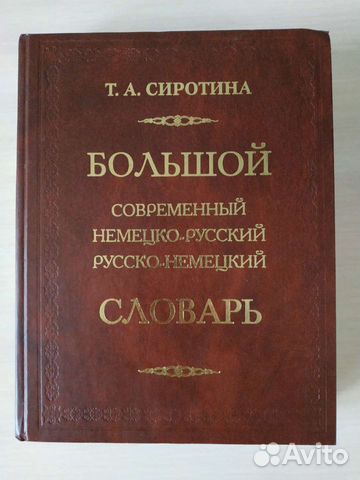 Т. А. СИРОТИНА
БОЛЬШОЙ
СОВРЕМЕННЫЙ
НЕМЕЦКО-РУССКИЙ
РУССКО-НЕМЕЦКИЙ
СЛОВАРЬ
Avito